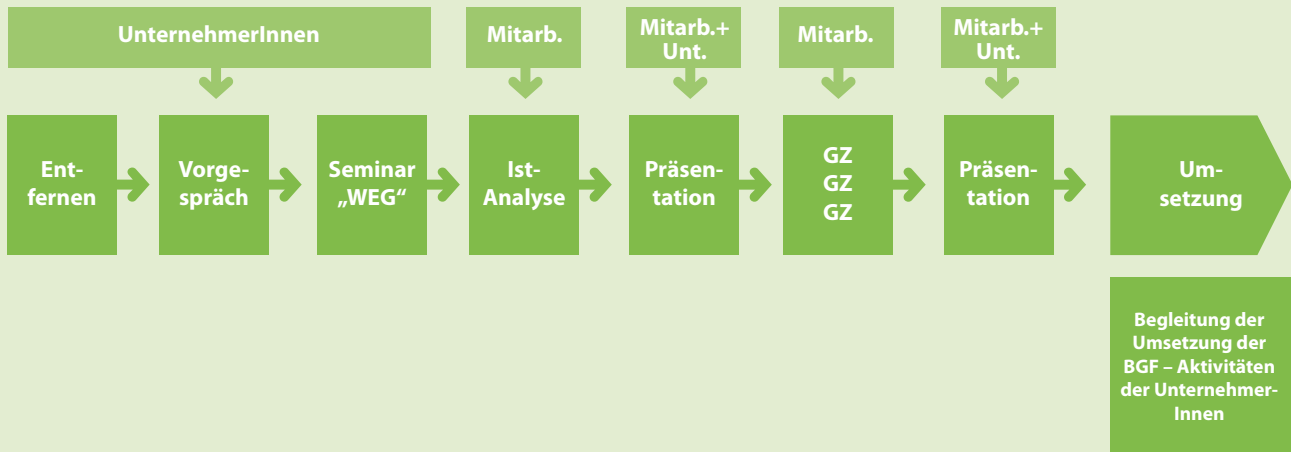 UnternehmerInnen
Mitarb.
Mitarb.+
Unt.
Mitarb.
Mitarb.+
Unt.
Ent-
fernen
Vorge-
spräch
Seminar
„WEG“
Ist-
Analyse
Präsen-
tation
GZ
GZ
GZ
Präsen-
tation
Um-
setzung
Begleitung der
Umsetzung der
BGF – Aktivitäten
der Unternehmer-
Innen